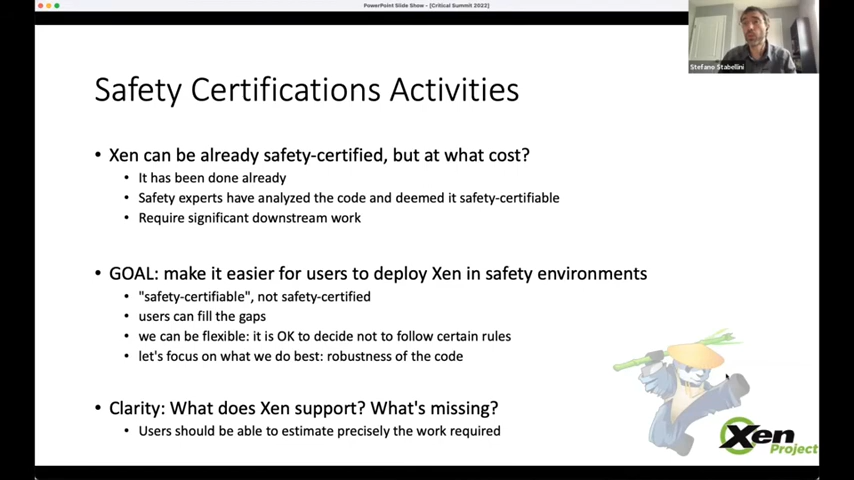 PowerPoint Slide Show - [Critical Summit 2022]
Stefano Stabellini
Safety Certifications Activities
• Xen can be already safety-certified, but at what cost?
• It has been done already
• Safety experts have analyzed the code and deemed it safety-certifiable
• Require significant downstream work
• GOAL: make it easier for users to deploy Xen in safety environments
• "safety-certifiable", not safety-certified
• users can fill the gaps
• we can be flexible: it is OK to decide not to follow certain rules
• let's focus on what we do best: robustness of the code
• Clarity: What does Xen support? What's missing?
• Users should be able to estimate precisely the work required
Xen
Project